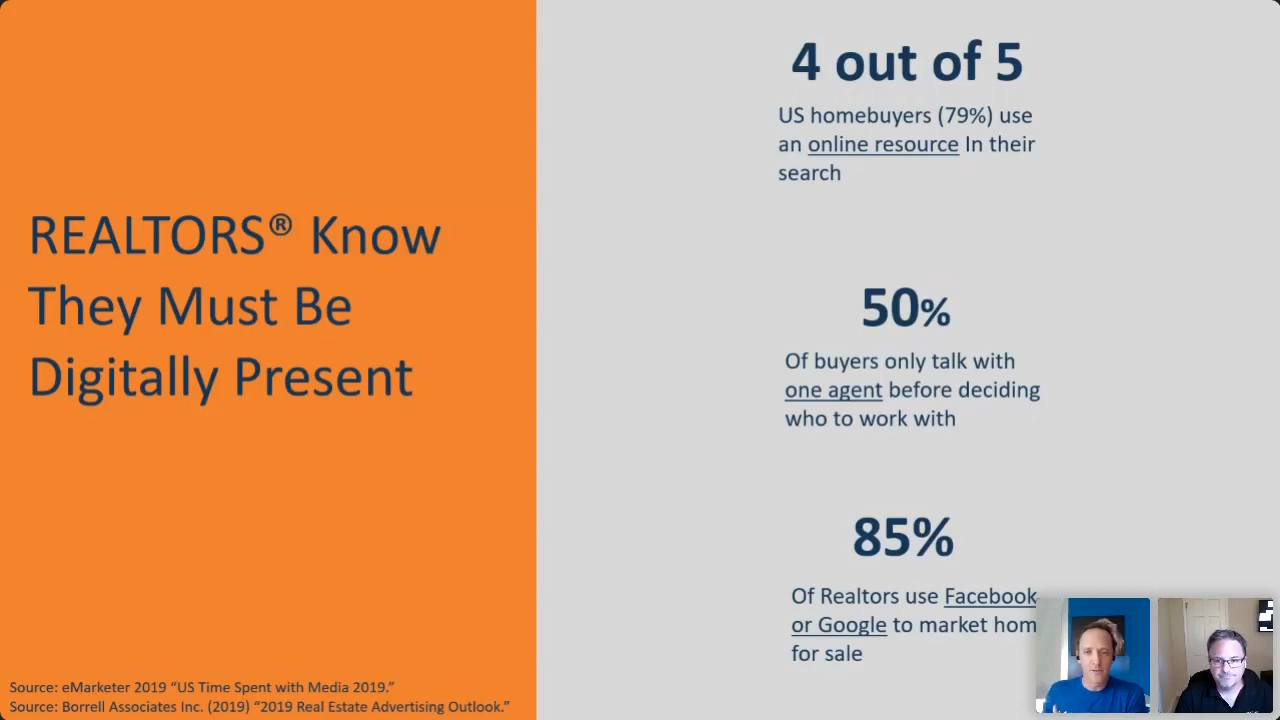 REALTORS® Know
They Must Be
Digitally Present
4 out of 5
US homebuyers (79%) use
an online resource In their
search
50%
Of buyers only talk with
one agent before deciding
who to work with
85%
Of Realtors use Facebook
or Google to market hom
for sale
Source: eMarketer 2019 “US Time Spent with Media 2019.”
Source: Borrell Associates Inc. (2019) “2019 Real Estate Advertising Outlook.”